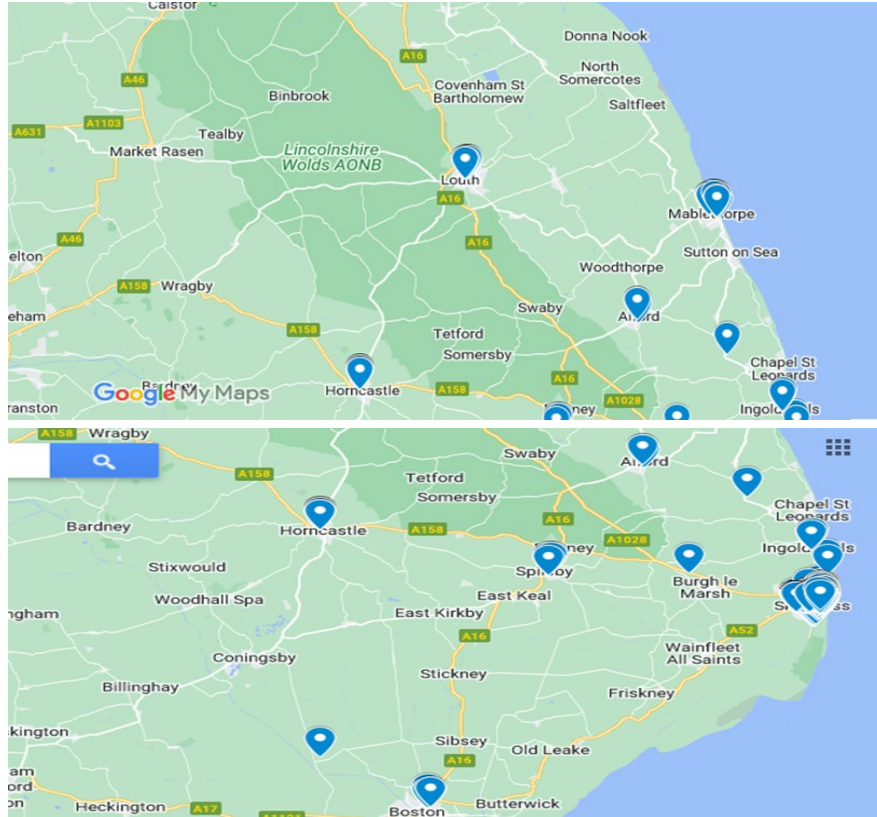 Caistor
Donna Nook
A16
North
Somercotes
A46
Covenham St
Bartholomew
Binbrook
Saltfleet
A1103
A631
Tealby
Market Rasen
Lincolnshire
Wolds AONB
Louth
A16
A46
A16
Sutton on Sea
Woodthorpe
A158
Wragby
Swaby
A158
Tetford
Somersby
Chapel St
Leonards
A16
Horncastle
A158
A1028
Google My Maps
A158
Wragby
Swaby
A158
Tetford
Somersby
Chapel St
Leonards
A16
Bardney
Horncastle
A158
A1028
Stixwould
Burgh le
Marsh
Woodhall Spa
East Keal
East Kirkby
A16
A52
Wainfleet
All Saints
Coningsby
Stickney
Billinghay
Friskney
Sibsey
Old Leake
A16
Heckington
A17
Boston
Butterwick